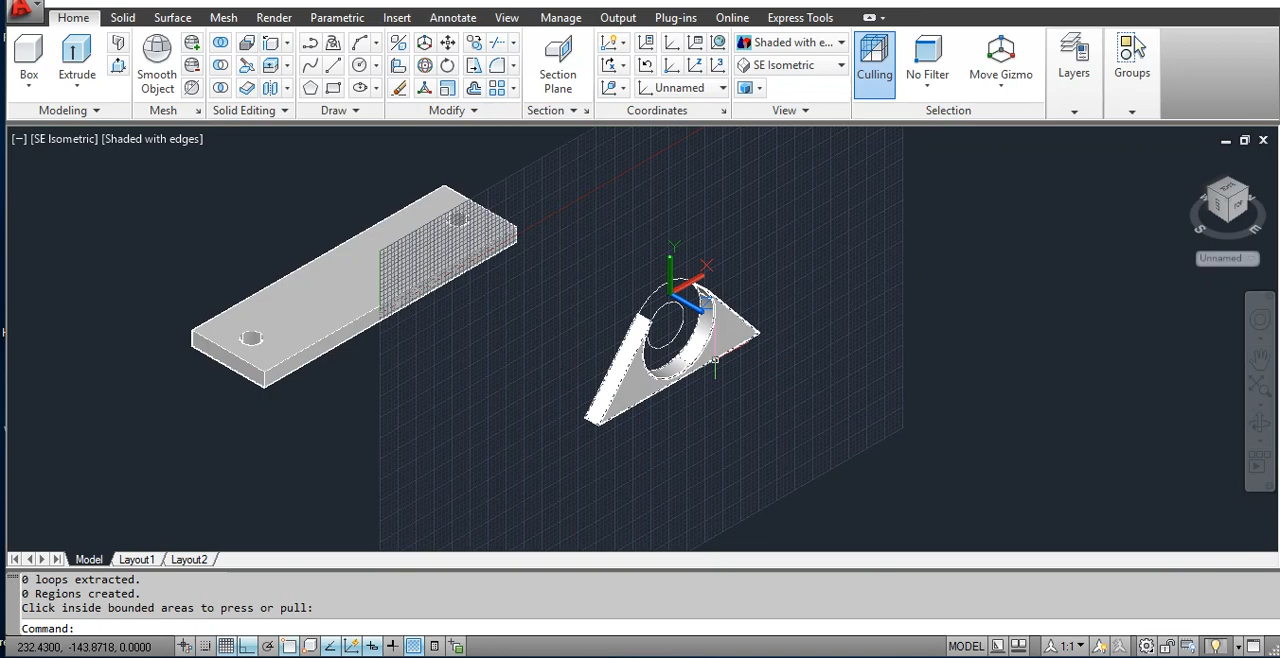 Home Solid Surface Mesh Render Parametric Insert Annotate View Manage Output Plug-ins Online Express Tools
Box Extrude Smooth Object Section Plane Shaded with e... SE Isometric Unnamed Culling No Filter Move Gizmo Layers Groups
Modeling Mesh Solid Editing Draw Modify Section Coordinates View Selection
[−] [SE Isometric] [Shaded with edges]
S E
Unnamed
Y
X
Model Layout1 Layout2
0 loops extracted.
0 Regions created.
Click inside bounded areas to press or pull:
Command:
232.4300, -143.8718, 0.0000 MODEL 1:1